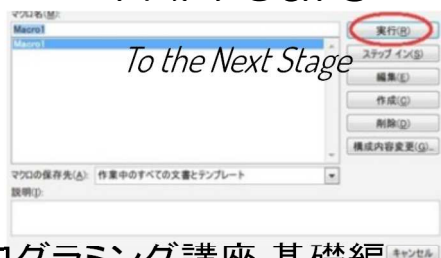 マクロ名(M):
Macro1
実行(R)
Macro1
ステップ イン(S)
To the Next Stage
編集(E)
作成(C)
削除(D)
構成内容変更(G)...
マクロの保存先(A): 作業中のすべての文書とテンプレート
説明(I):
グラミング講座 基礎編
キャンセル